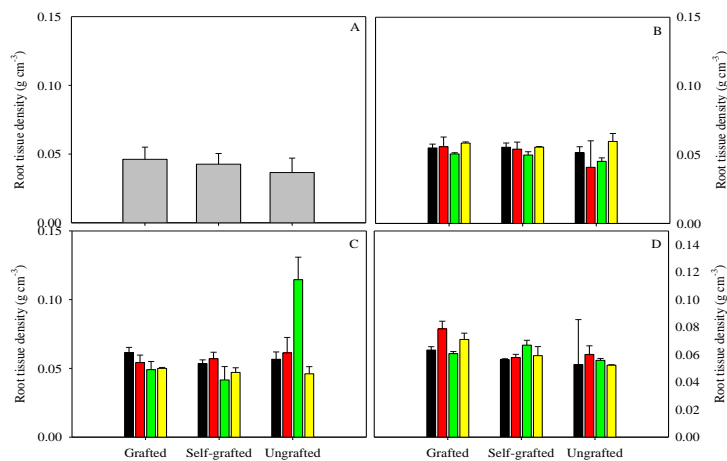 0.15
0.10
0.05
0.00
Root tissue density (g cm-3)
A
B
0.15
0.10
0.05
0.00
Root tissue density (g cm-3)
0.15
0.10
0.05
0.00
Root tissue density (g cm-3)
C
D
0.15
0.14
0.12
0.10
0.08
0.06
0.04
0.02
0.00
Root tissue density (g cm-3)
Grafted Self-grafted Ungrafted
Grafted Self-grafted Ungrafted